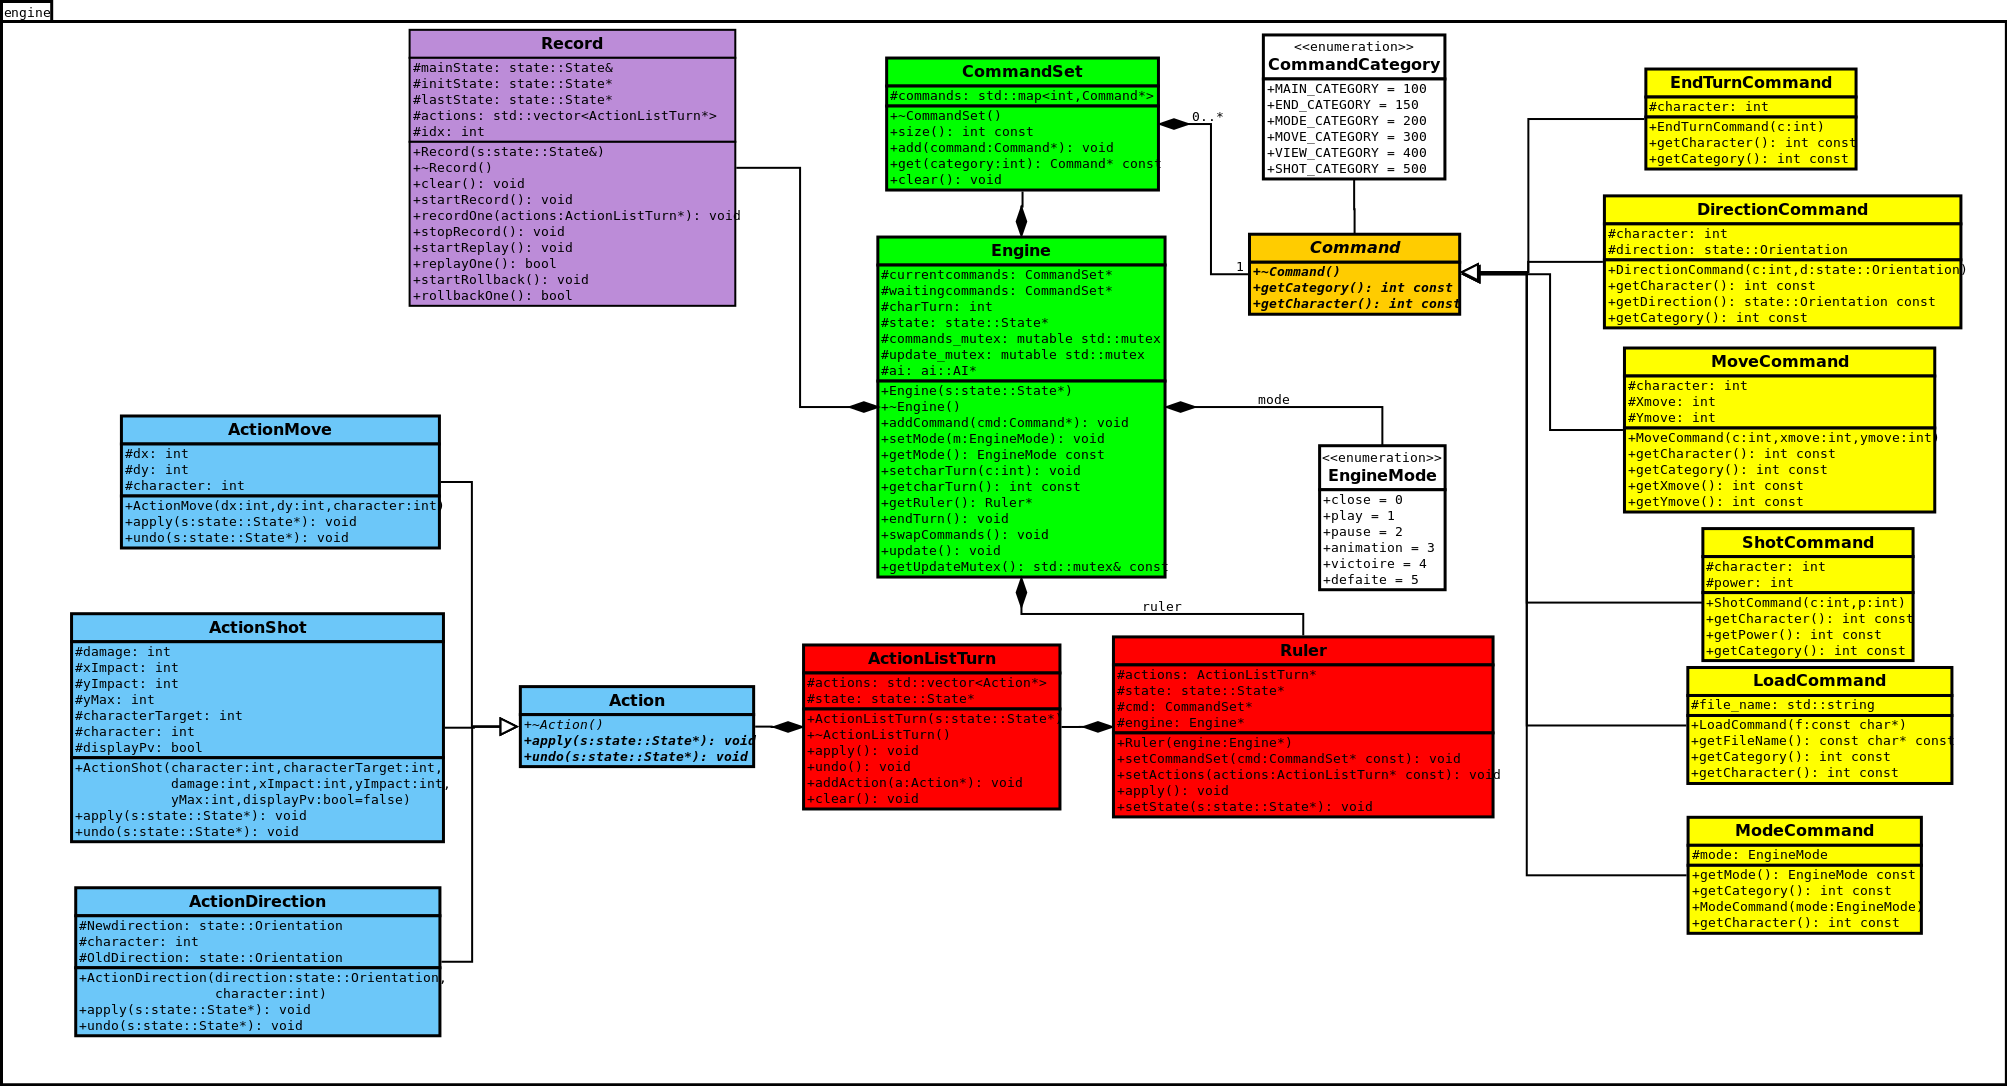 engine
Record
#mainState: state::State&
#initState: state::State*
#lastState: state::State*
#actions: std::vector<ActionListTurn*>
#idx: int
+Record(s:state::State&)
+~Record()
+clear(): void
+startRecord(): void
+recordOne(actions:ActionListTurn*): void
+stopRecord(): void
+startReplay(): void
+replayOne(): bool
+startRollback(): void
+rollbackOne(): bool
CommandSet
#commands: std::map<int,Command*>
+~CommandSet()
+size(): int const
+add(command:Command*): void
+get(category:int): Command* const
+clear(): void
0..*
1
<<enumeration>>
CommandCategory
+MAIN_CATEGORY = 100
+END_CATEGORY = 150
+MODE_CATEGORY = 200
+MOVE_CATEGORY = 300
+VIEW_CATEGORY = 400
+SHOT_CATEGORY = 500
Command
+~Command()
+getCategory(): int const
+getCharacter(): int const
EndTurnCommand
#character: int
+EndTurnCommand(c:int)
+getCharacter(): int const
+getCategory(): int const
DirectionCommand
#character: int
#direction: state::Orientation
+DirectionCommand(c:int,d:state::Orientation)
+getCharacter(): int const
+getDirection(): state::Orientation const
+getCategory(): int const
MoveCommand
#character: int
#Xmove: int
#Ymove: int
+MoveCommand(c:int,xmove:int,ymove:int)
+getCharacter(): int const
+getCategory(): int const
+getXmove(): int const
+getYmove(): int const
ShotCommand
#character: int
#power: int
+ShotCommand(c:int,p:int)
+getCharacter(): int const
+getPower(): int const
+getCategory(): int const
LoadCommand
#file_name: std::string
+LoadCommand(f:const char*)
+getFileName(): const char* const
+getCategory(): int const
+getCharacter(): int const
ModeCommand
#mode: EngineMode
+getMode(): EngineMode const
+getCategory(): int const
+ModeCommand(mode:EngineMode)
+getCharacter(): int const
Engine
#currentcommands: CommandSet*
#waitingcommands: CommandSet*
#charTurn: int
#state: state::State*
#commands_mutex: mutable std::mutex
#update_mutex: mutable std::mutex
#ai: ai::AI*
+Engine(s:state::State*)
+~Engine()
+addCommand(cmd:Command*): void
+setMode(m:EngineMode): void
+getMode(): EngineMode const
+setcharTurn(c:int): void
+getcharTurn(): int const
+getRuler(): Ruler*
+endTurn(): void
+swapCommands(): void
+update(): void
+getUpdateMutex(): std::mutex& const
mode
<<enumeration>>
EngineMode
+close = 0
+play = 1
+pause = 2
+animation = 3
+victoire = 4
+defaite = 5
ruler
ActionMove
#dx: int
#dy: int
#character: int
+ActionMove(dx:int,dy:int,character:int)
+apply(s:state::State*): void
+undo(s:state::State*): void
ActionShot
#damage: int
#xImpact: int
#yImpact: int
#yMax: int
#characterTarget: int
#character: int
#displayPv: bool
+ActionShot(character:int,characterTarget:int,
damage:int,xImpact:int,yImpact:int,
yMax:int,displayPv:bool=false)
+apply(s:state::State*): void
+undo(s:state::State*): void
ActionDirection
#Newdirection: state::Orientation
#character: int
#OldDirection: state::Orientation
+ActionDirection(direction:state::Orientation,
character:int)
+apply(s:state::State*): void
+undo(s:state::State*): void
Action
+~Action()
+apply(s:state::State*): void
+undo(s:state::State*): void
ActionListTurn
#actions: std::vector<Action*>
#state: state::State*
+ActionListTurn(s:state::State*)
+~ActionListTurn()
+apply(): void
+undo(): void
+addAction(a:Action*): void
+clear(): void
Ruler
#actions: ActionListTurn*
#state: state::State*
#cmd: CommandSet*
#engine: Engine*
+Ruler(engine:Engine*)
+setCommandSet(cmd:CommandSet* const): void
+setActions(actions:ActionListTurn* const): void
+apply(): void
+setState(s:state::State*): void